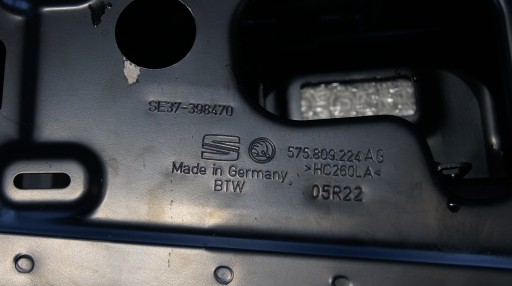 SE37-398470
575.809.224 AG
Made in Germany >HC260LA<
BTW 05R22